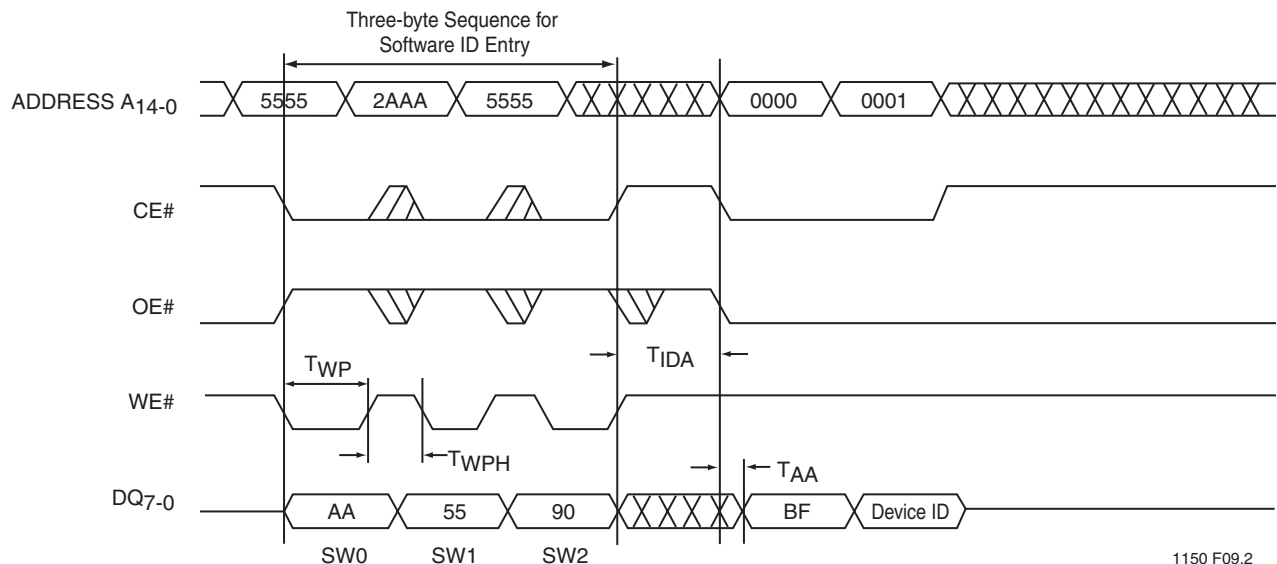 Three-byte Sequence for
Software ID Entry
ADDRESS A14-0
5555 2AAA 5555 0000 0001
CE#
OE#
TIDA
TWP
WE#
TWPH
TAA
DQ7-0
AA 55 90 BF Device ID
SW0 SW1 SW2
1150 F09.2